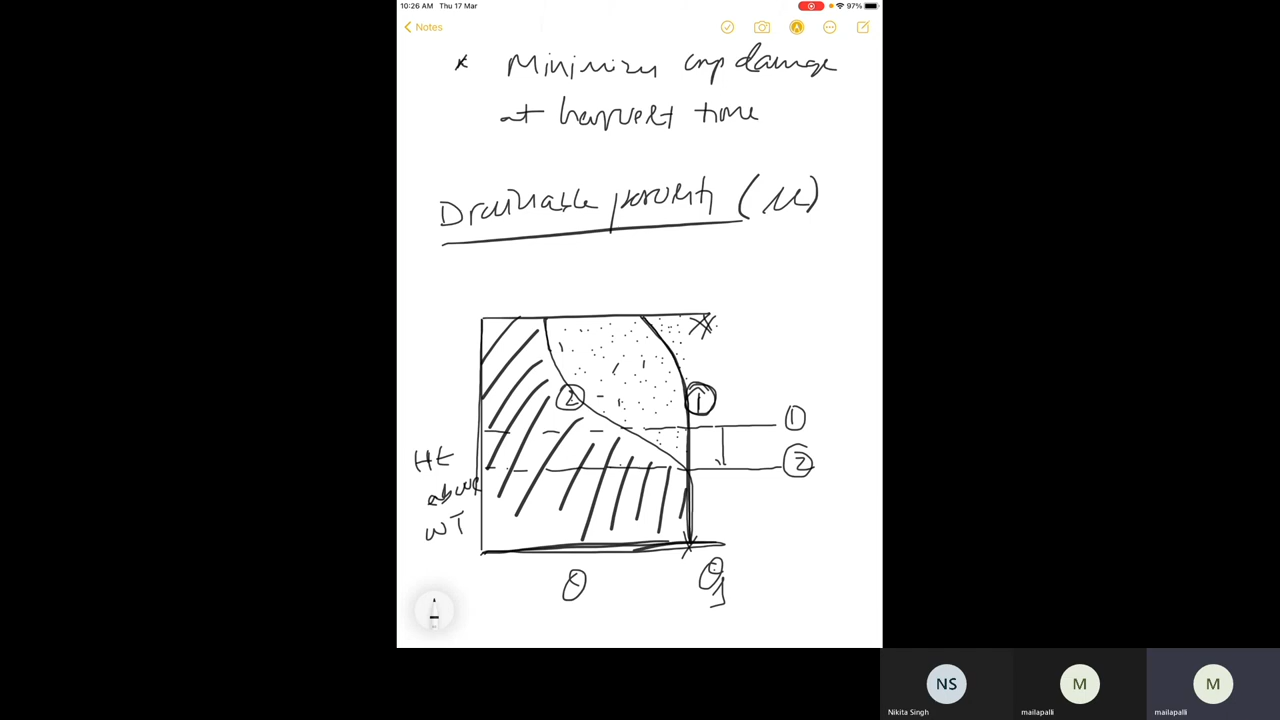 10:26 AM Thu 17 Mar
97%
Notes
* Minimizy crop damage
at harvest time
Drainable porosity (μ)
2
1
1
2
Ht
above
WT
θ
θs
NS
M
M
Nikita Singh
mailapalli
mailapalli